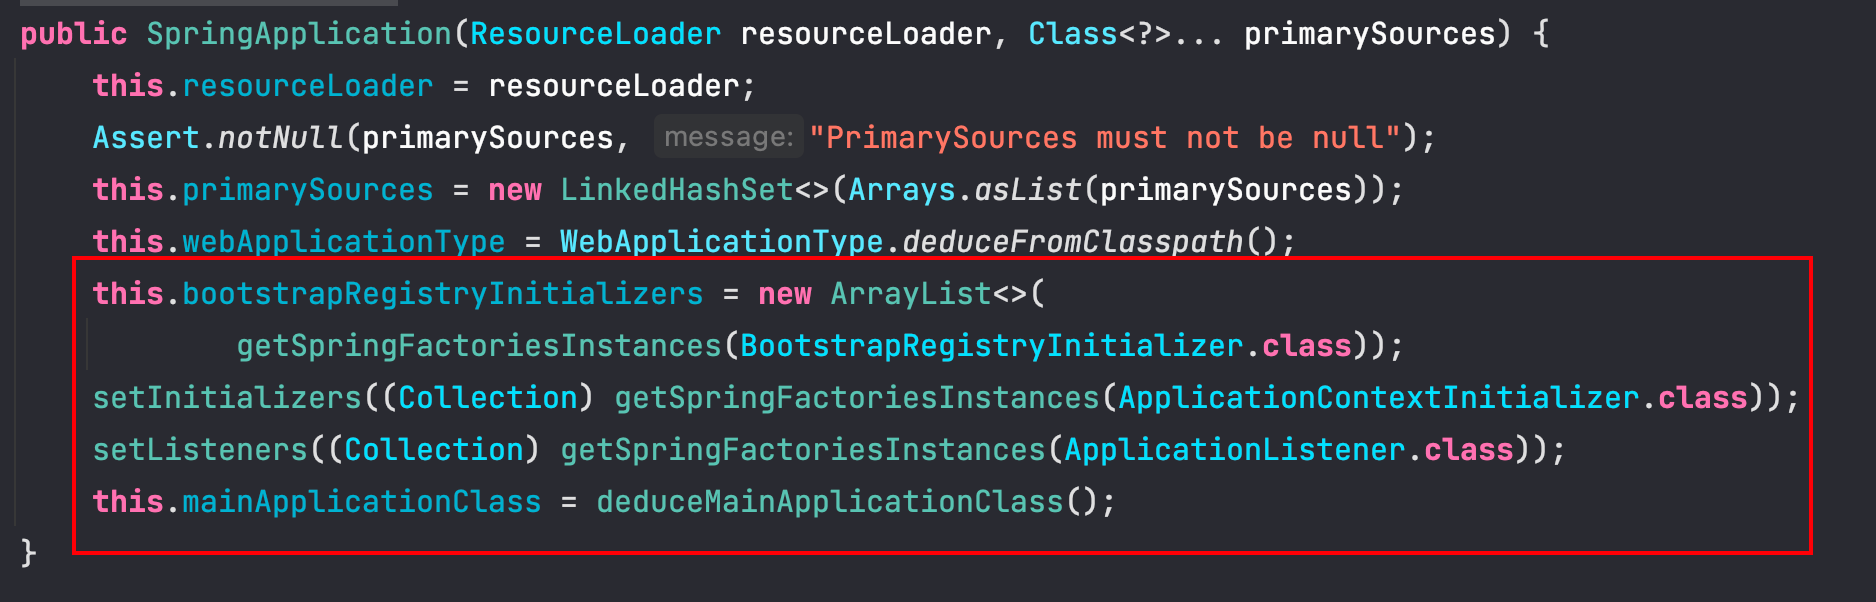 public SpringApplication(ResourceLoader resourceLoader, Class<?>... primarySources) {
    this.resourceLoader = resourceLoader;
    Assert.notNull(primarySources, message: "PrimarySources must not be null");
    this.primarySources = new LinkedHashSet<>(Arrays.asList(primarySources));
    this.webApplicationType = WebApplicationType.deduceFromClasspath();
    this.bootstrapRegistryInitializers = new ArrayList<>(
            getSpringFactoriesInstances(BootstrapRegistryInitializer.class));
    setInitializers((Collection) getSpringFactoriesInstances(ApplicationContextInitializer.class));
    setListeners((Collection) getSpringFactoriesInstances(ApplicationListener.class));
    this.mainApplicationClass = deduceMainApplicationClass();
}